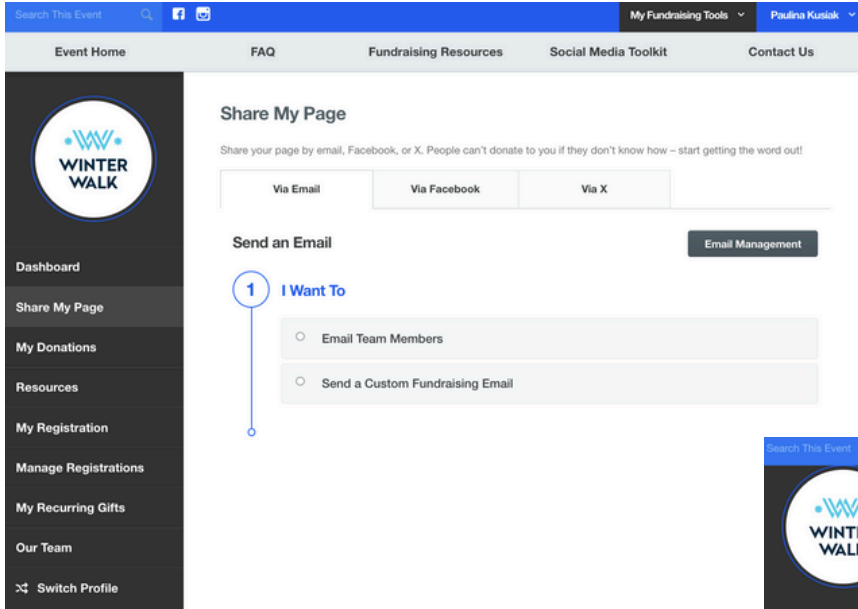 Search This Event
My Fundraising Tools
Paulina Kusiak
Event Home
FAQ
Fundraising Resources
Social Media Toolkit
Contact Us
WINTER
WALK
Dashboard
Share My Page
My Donations
Resources
My Registration
Manage Registrations
My Recurring Gifts
Our Team
Switch Profile
Share My Page
Share your page by email, Facebook, or X. People can't donate to you if they don't know how – start getting the word out!
Via Email
Via Facebook
Via X
Send an Email
Email Management
1
I Want To
Email Team Members
Send a Custom Fundraising Email
Search This Event